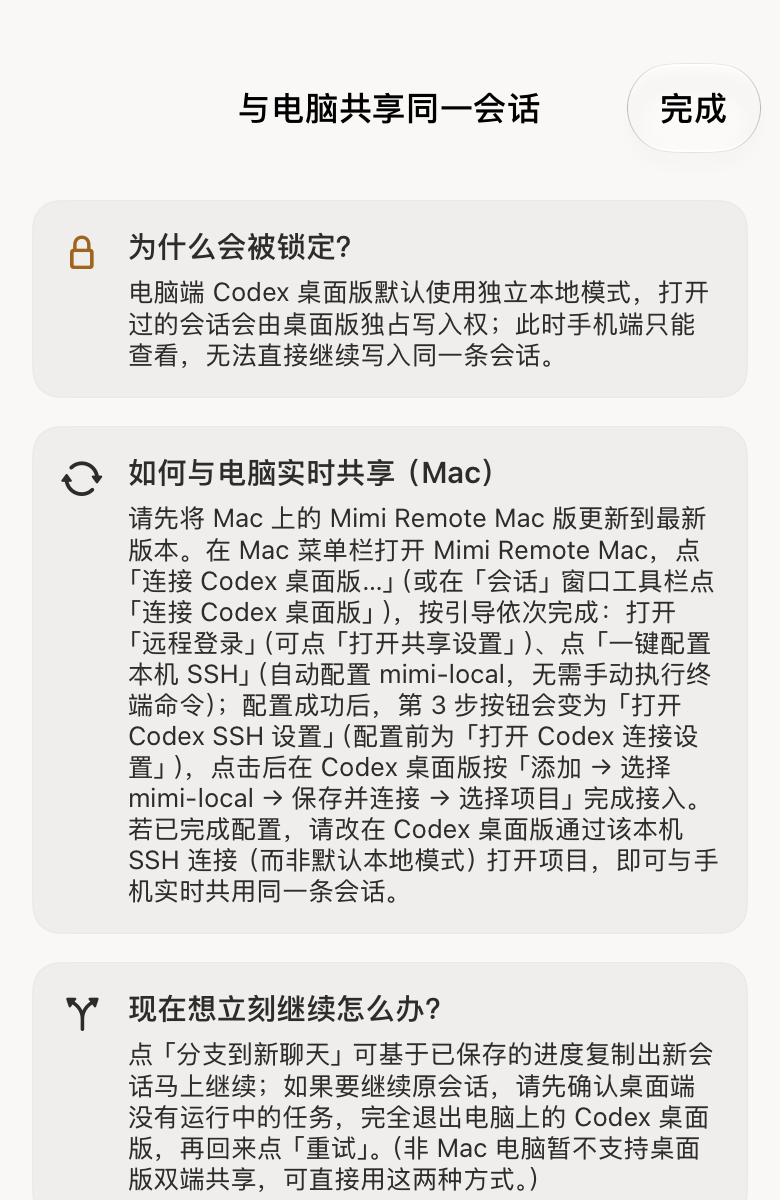 与电脑共享同一会话
完成
为什么会被锁定?
电脑端 Codex 桌面版默认使用独立本地模式，打开
过的会话会由桌面版独占写入权；此时手机端只能
查看，无法直接继续写入同一条会话。
如何与电脑实时共享（Mac）
请先将 Mac 上的 Mimi Remote Mac 版更新到最新
版本。在 Mac 菜单栏打开 Mimi Remote Mac，点
「连接 Codex 桌面版...」（或在「会话」窗口工具栏点
「连接 Codex 桌面版」），按引导依次完成：打开
「远程登录」（可点「打开共享设置」）、点「一键配置
本机 SSH」（自动配置 mimi-local，无需手动执行终
端命令）；配置成功后，第 3 步按钮会变为「打开
Codex SSH 设置」（配置前为「打开 Codex 连接设
置」），点击后在 Codex 桌面版按「添加 → 选择
mimi-local → 保存并连接 → 选择项目」完成接入。
若已完成配置，请改在 Codex 桌面版通过该本机
SSH 连接（而非默认本地模式）打开项目，即可与手
机实时共用同一条会话。
现在想立刻继续怎么办?
点「分支到新聊天」可基于已保存的进度复制出新会
话马上继续；如果要继续原会话，请先确认桌面端
没有运行中的任务，完全退出电脑上的 Codex 桌面
版，再回来点「重试」。（非 Mac 电脑暂不支持桌面
版双端共享，可直接用这两种方式。）